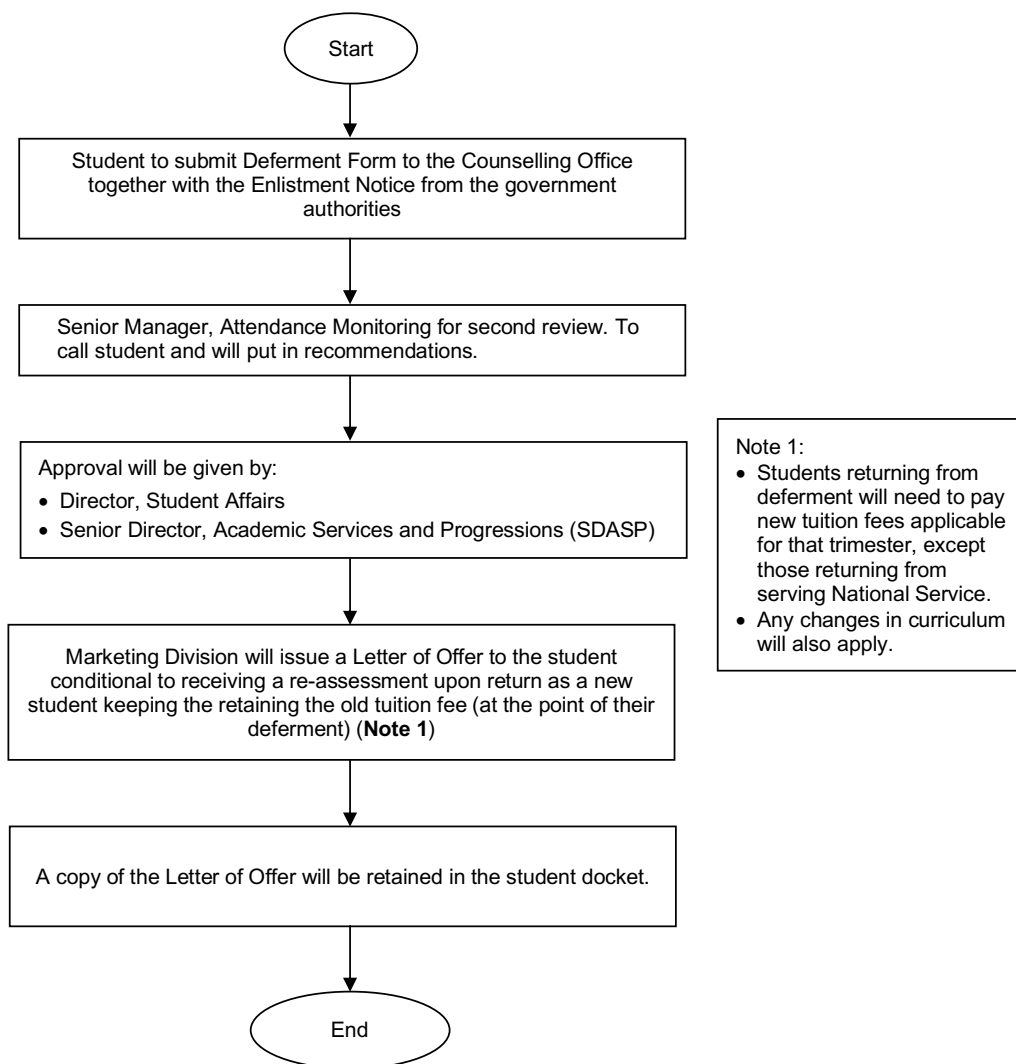 Start
Student to submit Deferment Form to the Counselling Office
together with the Enlistment Notice from the government
authorities
Senior Manager, Attendance Monitoring for second review. To
call student and will put in recommendations.
Approval will be given by:
• Director, Student Affairs
• Senior Director, Academic Services and Progressions (SDASP)
Marketing Division will issue a Letter of Offer to the student
conditional to receiving a re-assessment upon return as a new
student keeping the retaining the old tuition fee (at the point of their
deferment) (Note 1)
A copy of the Letter of Offer will be retained in the student docket.
End
Note 1:
• Students returning from
deferment will need to pay
new tuition fees applicable
for that trimester, except
those returning from
serving National Service.
• Any changes in curriculum
will also apply.